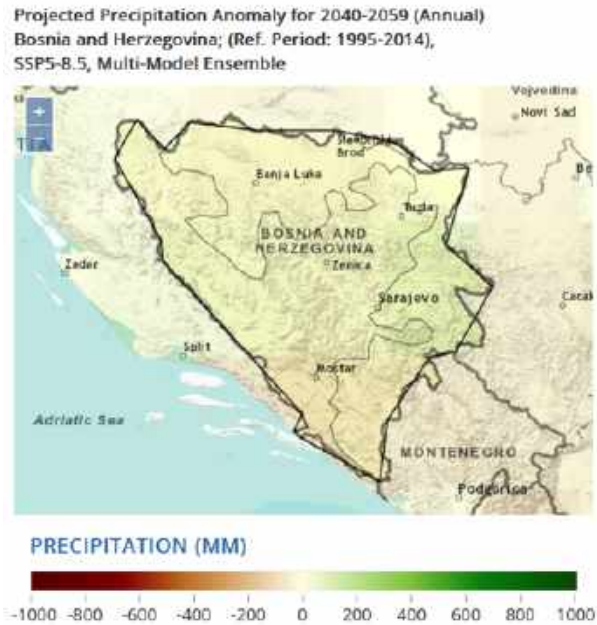 Projected Precipitation Anomaly for 2040-2059 (Annual)
Bosnia and Herzegovina; (Ref. Period: 1995-2014),
SSP5-8.5, Multi-Model Ensemble
Vojvodina
Novi Sad
+
-
Slavonski
Brod
Banja Luka
Tuzla
BOSNIA AND
HERZEGOVINA
Zenica
Zadar
Sarajevo
Split
Mostar
Adriatic Sea
MONTENEGRO
Podgorica
PRECIPITATION (MM)
-1000 -800 -600 -400 -200 0 200 400 600 800 1000